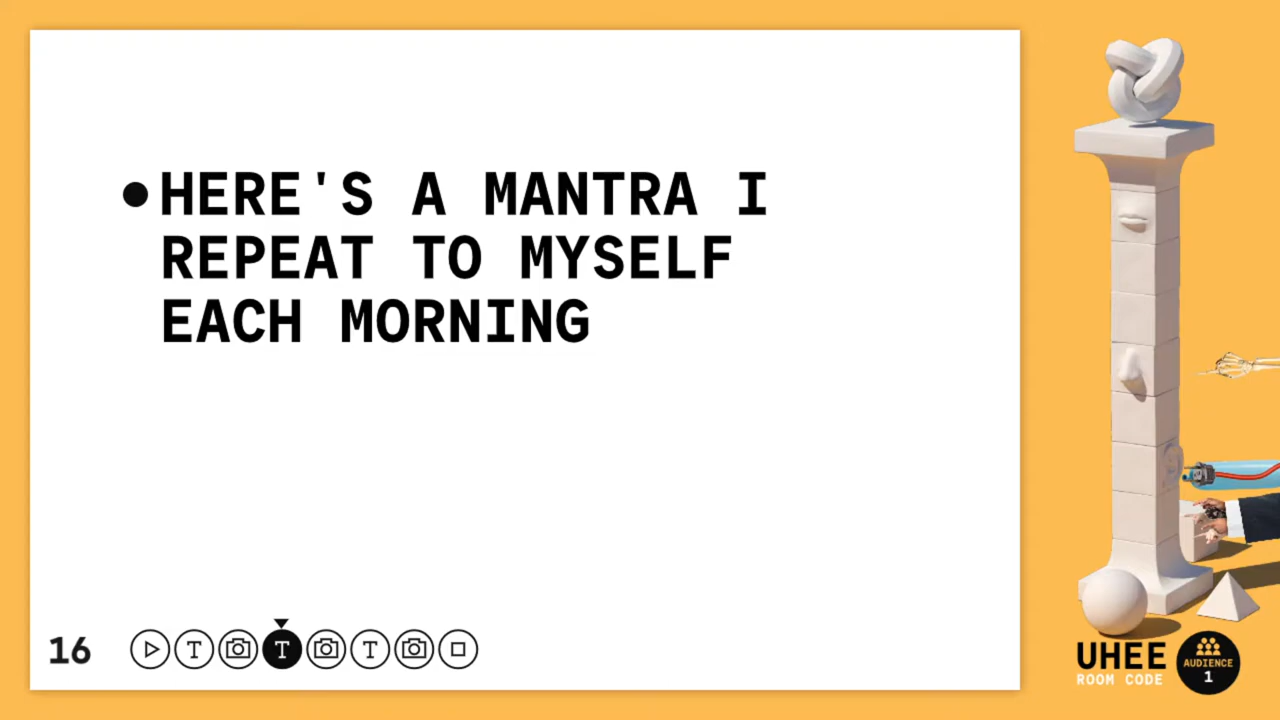 ●HERE'S A MANTRA I
REPEAT TO MYSELF
EACH MORNING
16
T
T
T
UHEE
ROOM CODE
AUDIENCE
1